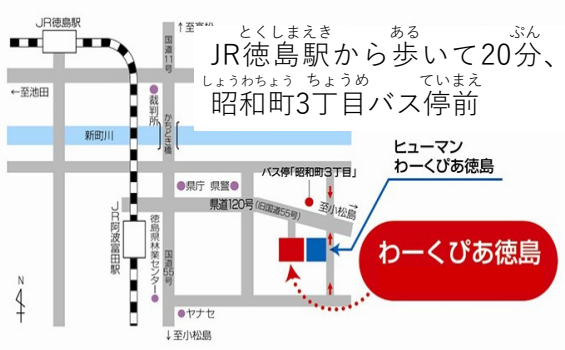 JR徳島駅
↑至高松
とくしまえき ある ぷん
JR徳島駅から歩いて20分、
しょうわちょう ちょうめ ていまえ
昭和町3丁目バス停前
国道11号
←至池田
裁判所
かちどき橋
新町川
ヒューマン
わーくぴあ徳島
バス停「昭和町3丁目」
県庁 県警
県道120号(旧国道55号)
至小松島→
JR阿波富田駅
徳島県林業センター
国道55号
わーくぴあ徳島
N
ヤナセ
↓至小松島